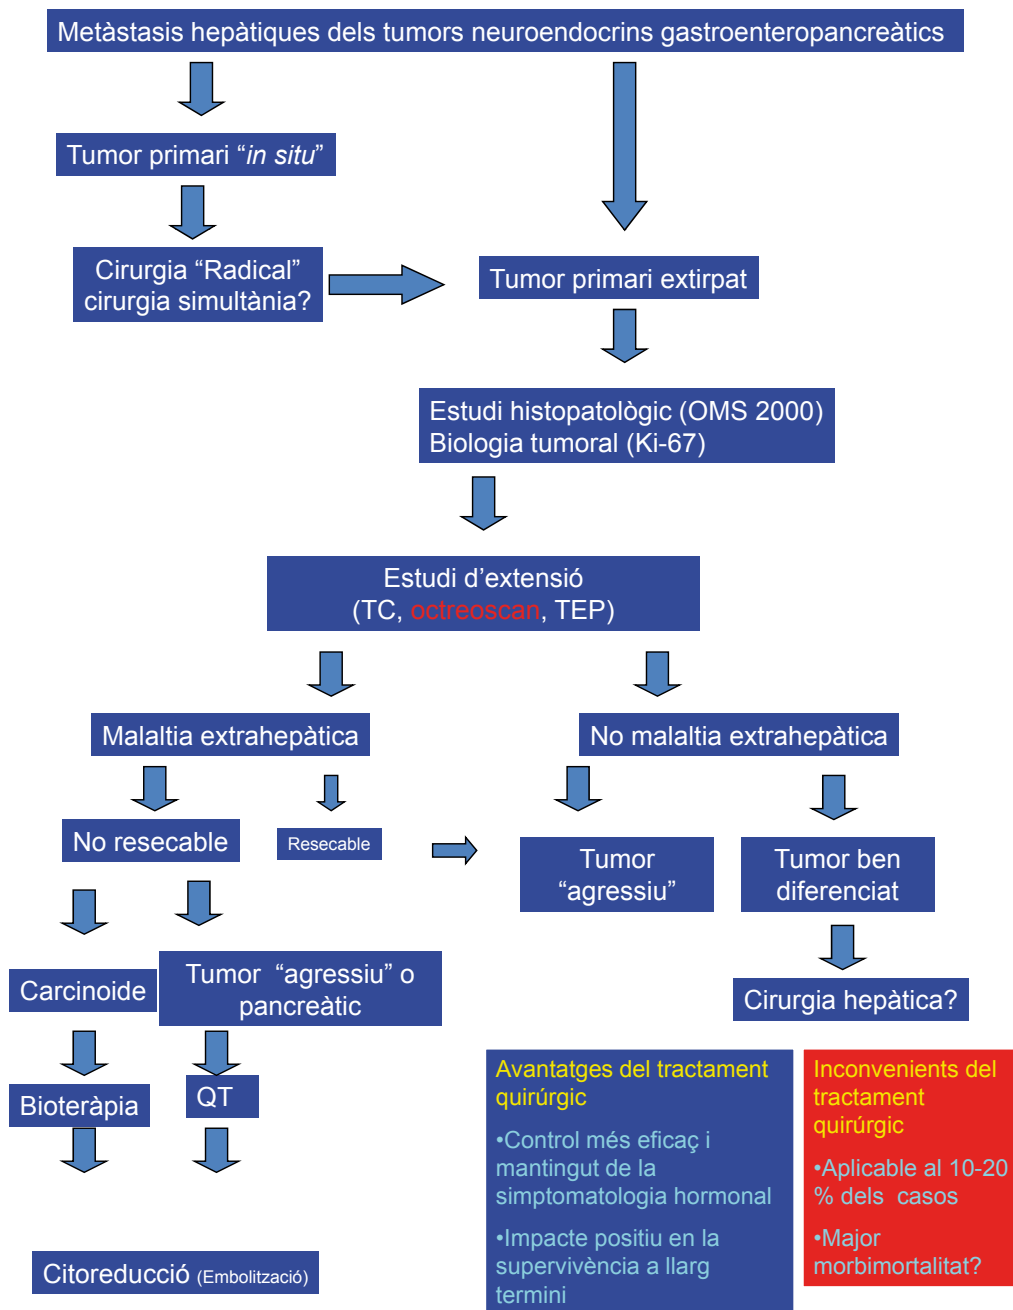 Metàstasis hepàtiques dels tumors neuroendocrins gastroenteropancreàtics
Tumor primari “in situ”
Cirurgia “Radical”
cirurgia simultània?
Tumor primari extirpat
Estudi histopatològic (OMS 2000)
Biologia tumoral (Ki-67)
Estudi d’extensió
(TC, octreoscan, TEP)
Malaltia extrahepàtica
No malaltia extrahepàtica
No resecable
Resecable
Tumor
“agressiu”
Tumor ben
diferenciat
Carcinoide
Tumor “agressiu” o
pancreàtic
Cirurgia hepàtica?
Bioteràpia
QT
Citoreducció (Embolització)
Avantatges del tractament
quirúrgic
•Control més eficaç i
mantingut de la
simptomatologia hormonal
•Impacte positiu en la
supervivència a llarg
termini
Inconvenients del
tractament
quirúrgic
•Aplicable al 10-20
% dels casos
•Major
morbimortalitat?